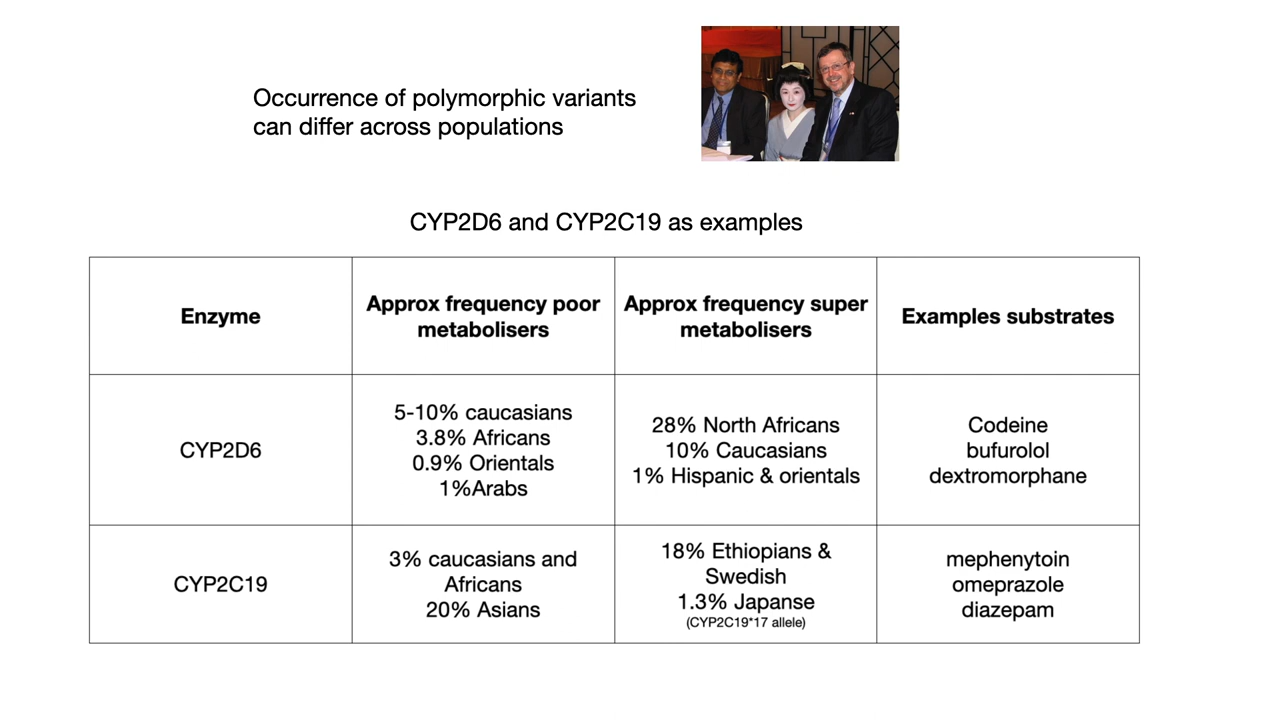 Occurrence of polymorphic variants
can differ across populations
CYP2D6 and CYP2C19 as examples
Enzyme
Approx frequency poor
metabolisers
Approx frequency super
metabolisers
Examples substrates
CYP2D6
5-10% caucasians
3.8% Africans
0.9% Orientals
1%Arabs
28% North Africans
10% Caucasians
1% Hispanic & orientals
Codeine
bufurolol
dextromorphane
CYP2C19
3% caucasians and
Africans
20% Asians
18% Ethiopians &
Swedish
1.3% Japanse
(CYP2C19*17 allele)
mephenytoin
omeprazole
diazepam